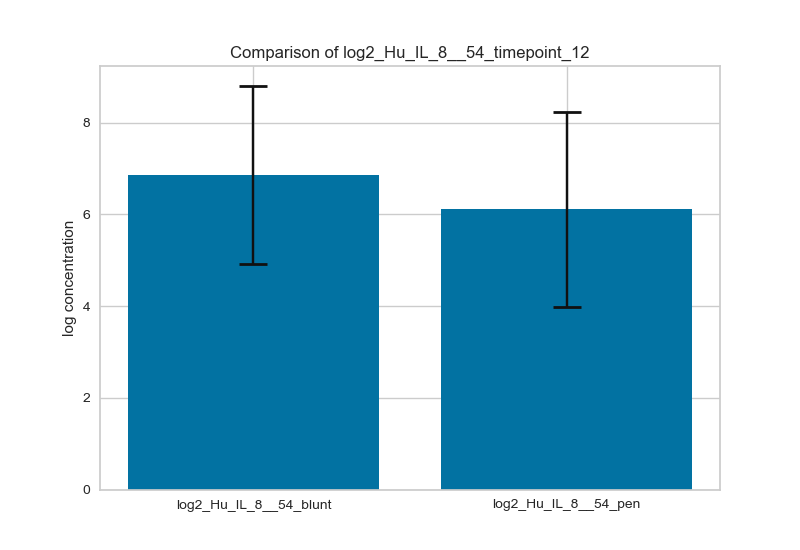 Comparison of log2_Hu_IL_8__54_timepoint_12
log concentration
8
6
4
2
0
log2_Hu_IL_8__54_blunt
log2_Hu_IL_8__54_pen